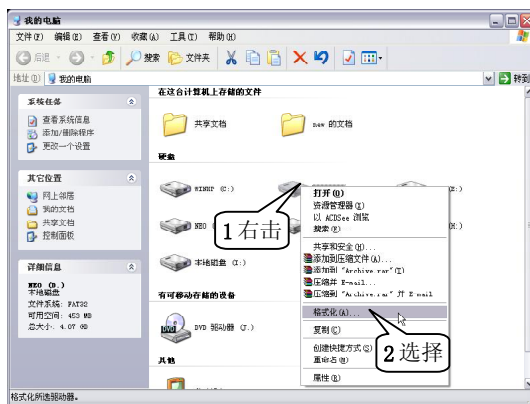 我的电脑
文件(F) 编辑(E) 查看(V) 收藏(A) 工具(T) 帮助(H)
后退 搜索 文件夹
地址(D) 我的电脑 转到
系统任务
查看系统信息
添加/删除程序
更改一个设置
其它位置
网上邻居
我的文档
共享文档
控制面板
详细信息
NEO (D.)
本地磁盘
文件系统: FAT32
可用空间: 453 MB
总大小: 4.07 GB
在这台计算机上存储的文件
共享文档 new 的文档
硬盘
WINXP (C:)
NEO
本地磁盘 (I:)
有可移动存储的设备
DVD 驱动器 (J.)
其他
1右击
打开(O)
资源管理器(X)
以 ACDSee 浏览
搜索(E)
共享和安全(H)...
添加到压缩文件(A)...
添加到 "Archive.rar"(T)
压缩并 E-mail...
压缩到 "Archive.rar" 并 E-mail
格式化(A)...
复制(C)
创建快捷方式(S)
重命名(M)
属性(R)
2选择
格式化所选驱动器。